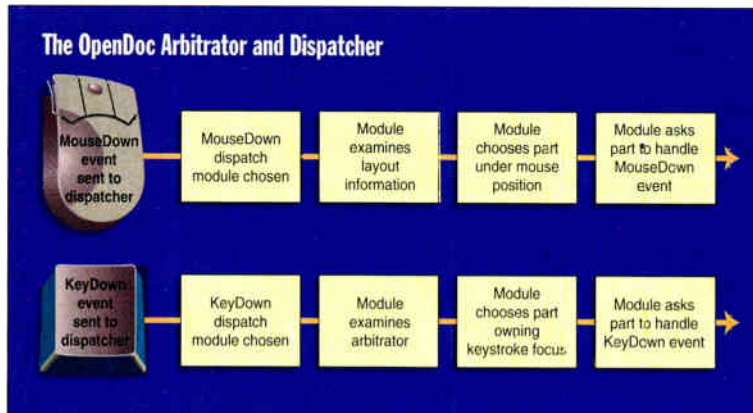 The OpenDoc Arbitrator and Dispatcher
MouseDown
event
sent to
dispatcher
MouseDown
dispatch
module chosen
Module
examines
layout
information
Module
chooses part
under mouse
position
Module asks
part to handle
MouseDown
event
KeyDown
event
sent to
dispatcher
KeyDown
dispatch
module chosen
Module
examines
arbitrator
Module
chooses part
owning
keystroke focus
Module asks
part to handle
KeyDown event